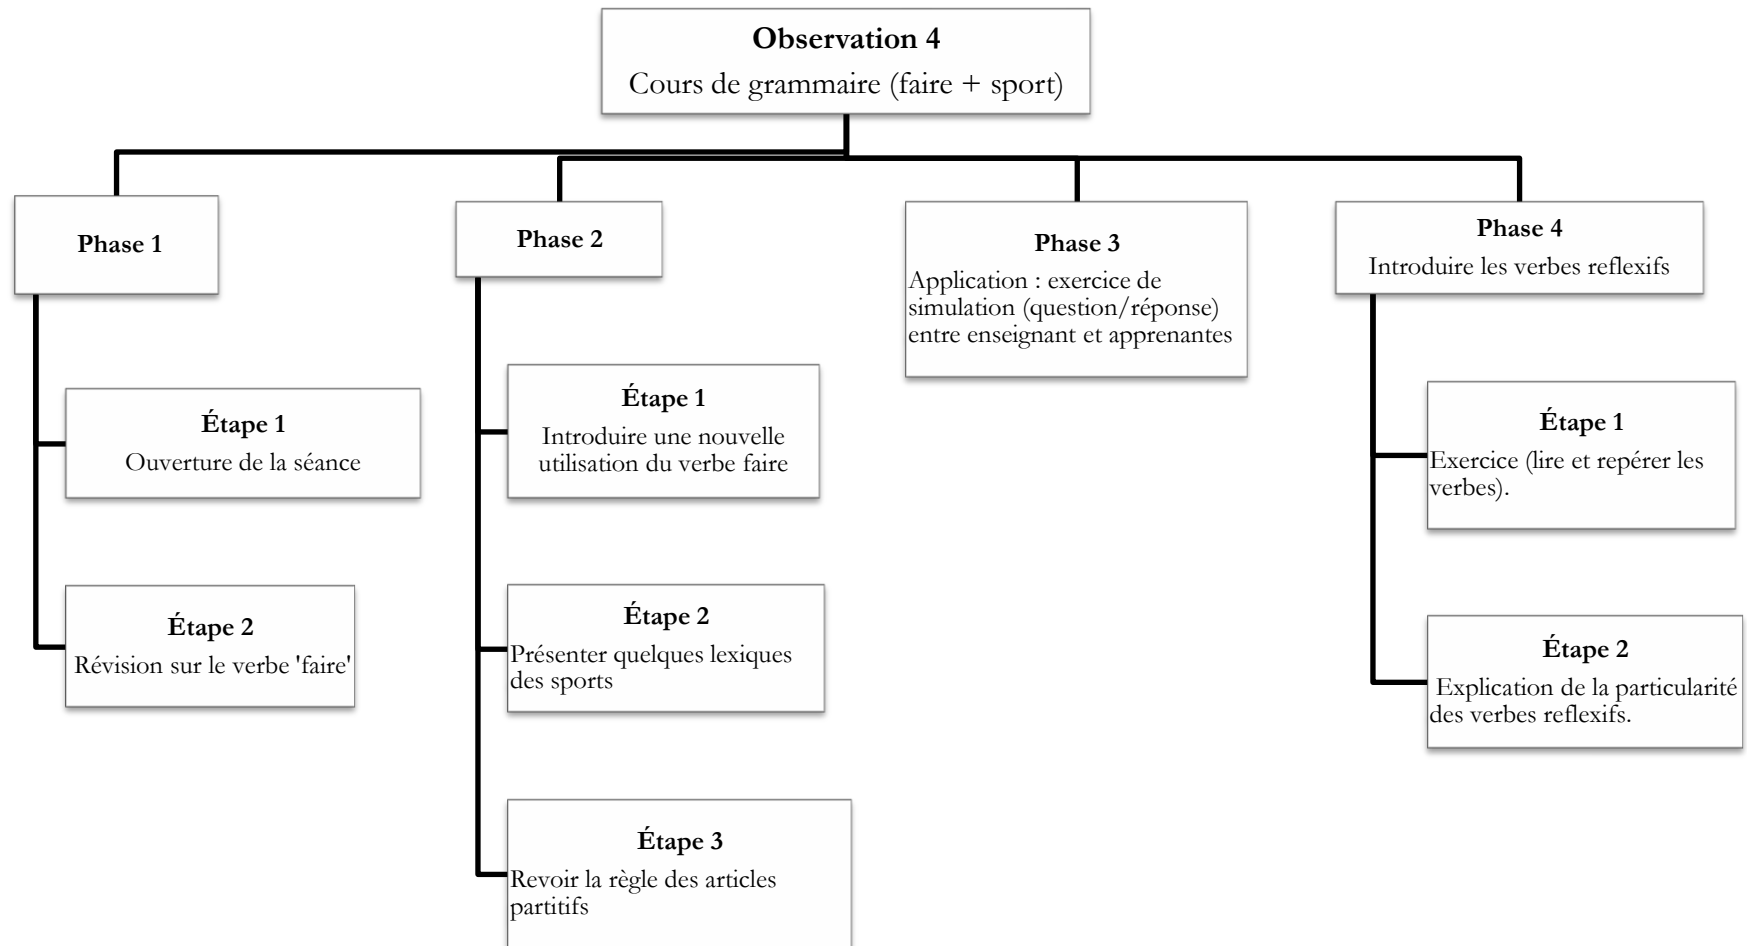 Observation 4
Cours de grammaire (faire + sport)
Phase 1
Étape 1
Ouverture de la séance
Étape 2
Révision sur le verbe 'faire'
Phase 2
Étape 1
Introduire une nouvelle
utilisation du verbe faire
Étape 2
Présenter quelques lexiques
des sports
Étape 3
Revoir la règle des articles
partitifs
Phase 3
Application : exercice de
simulation (question/réponse)
entre enseignant et apprenantes
Phase 4
Introduire les verbes reflexifs
Étape 1
Exercice (lire et repérer les
verbes).
Étape 2
Explication de la particularité
des verbes reflexifs.